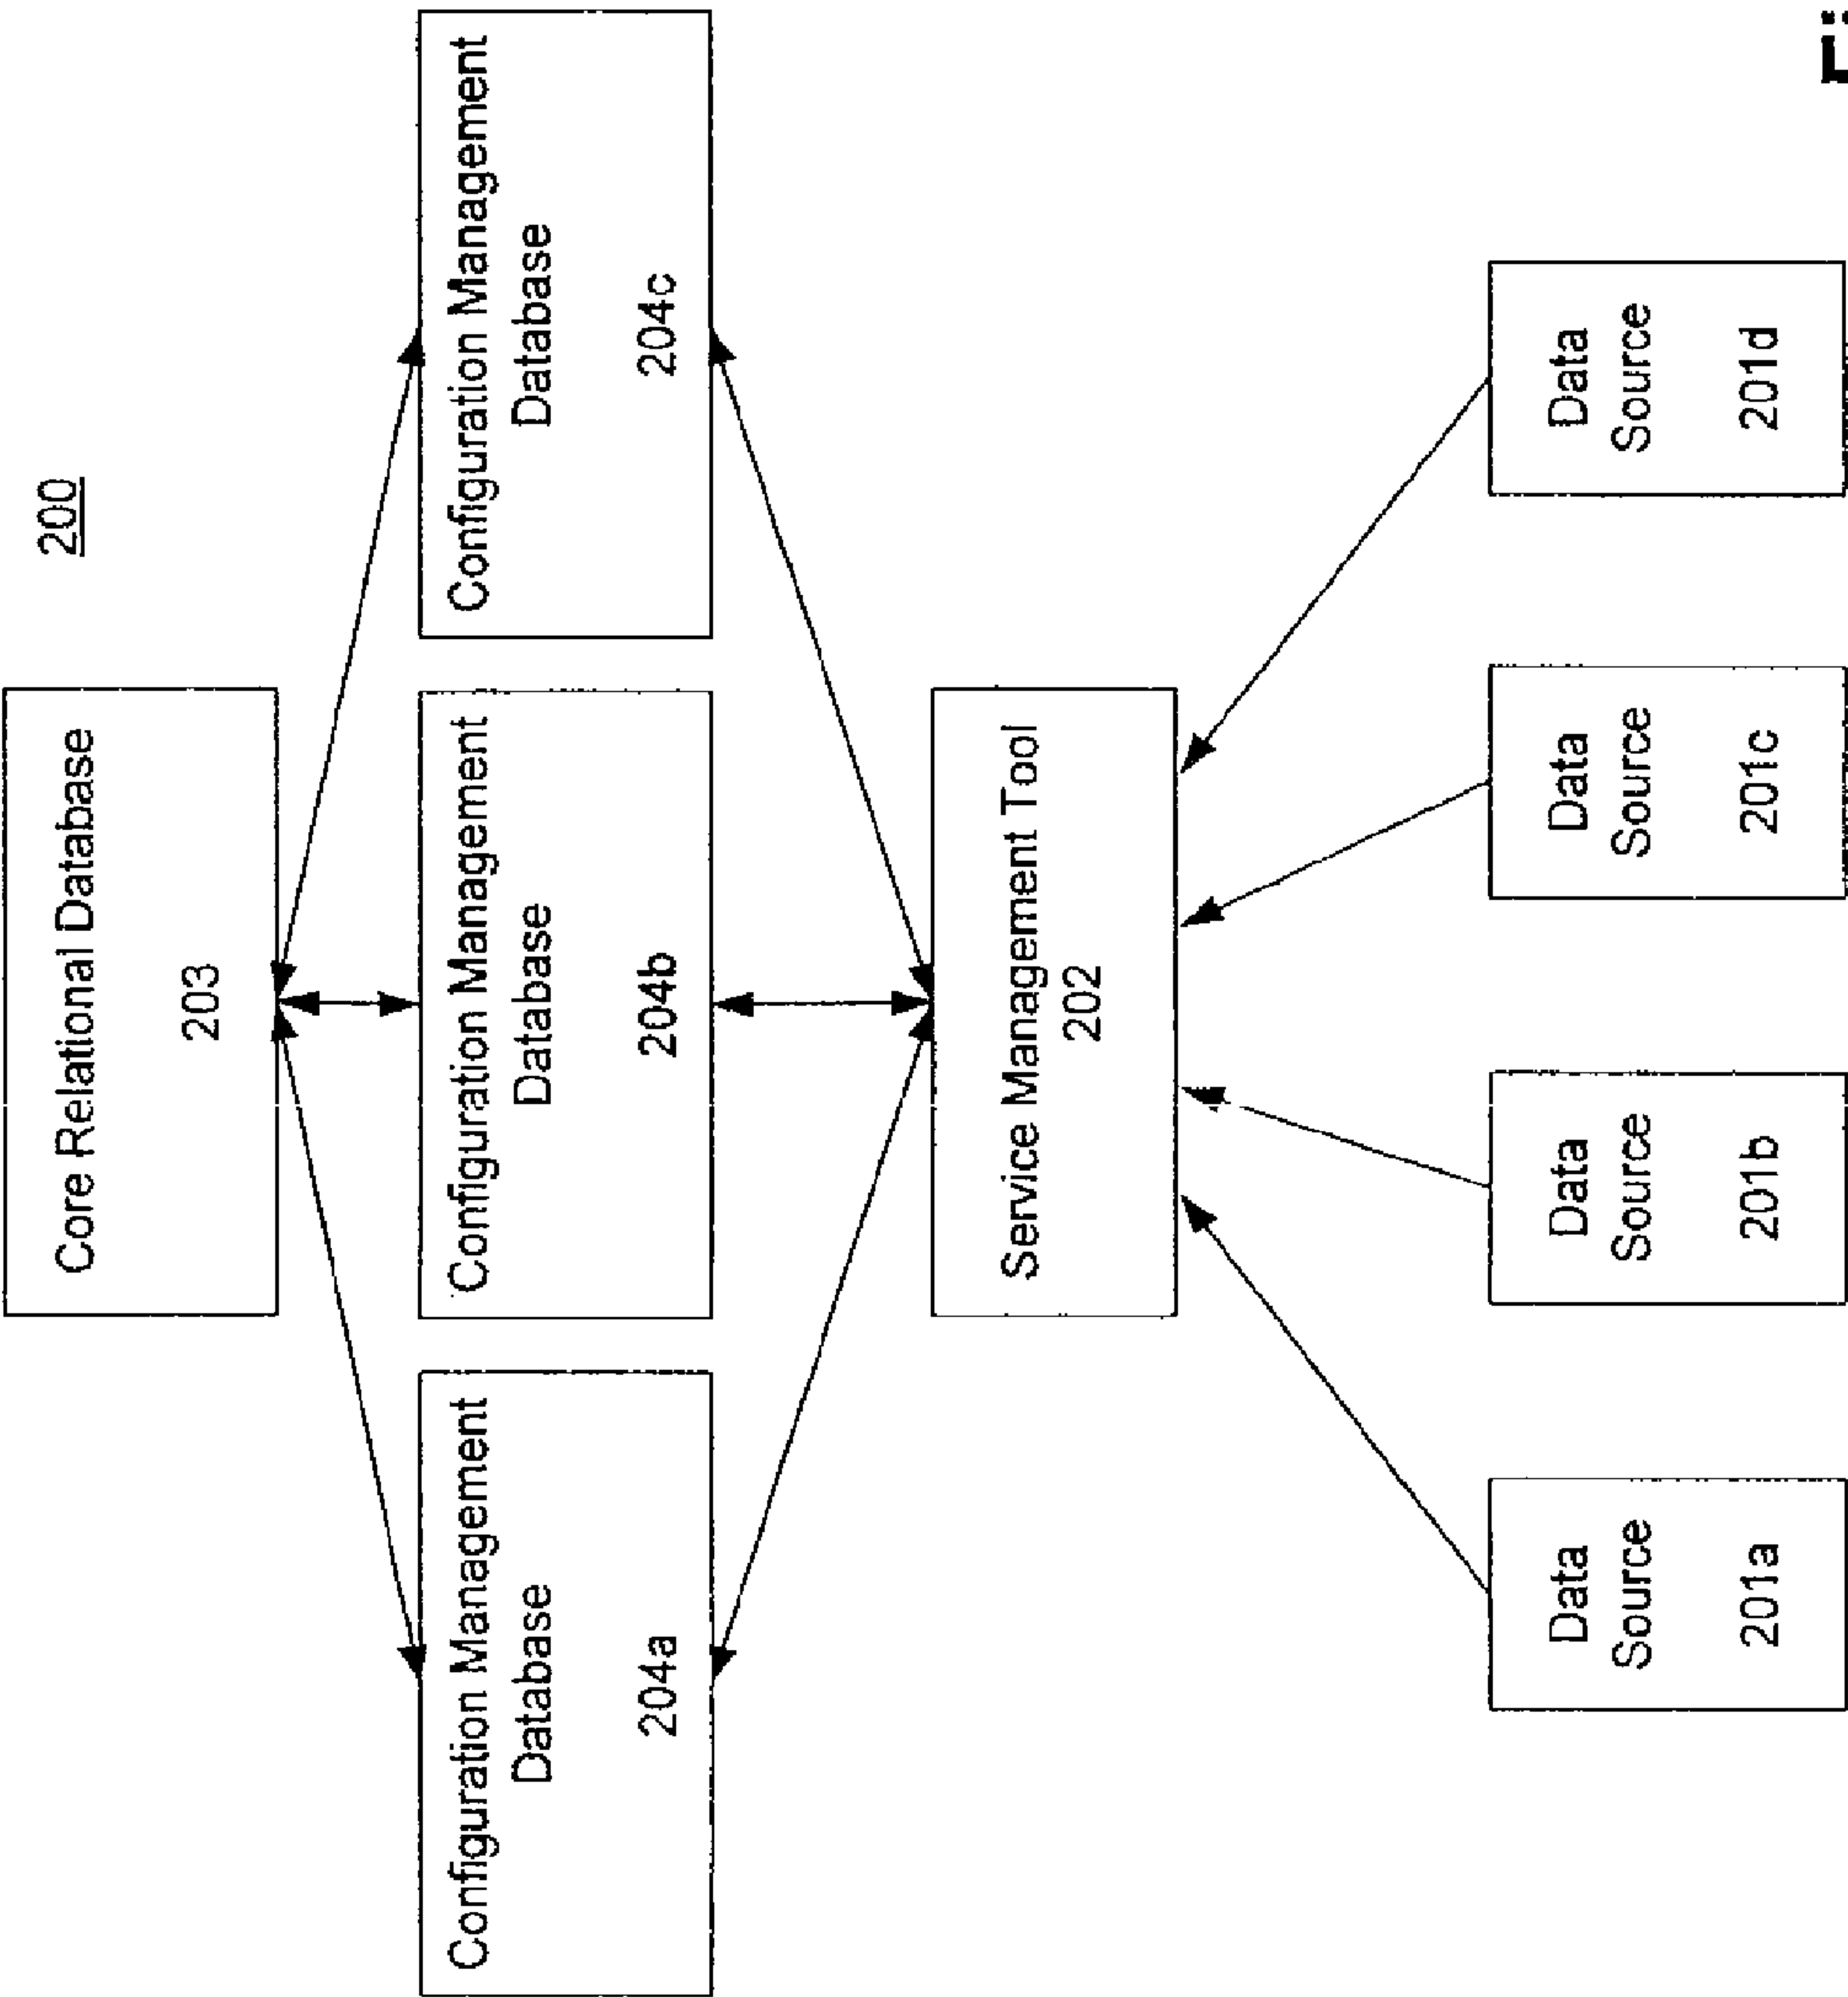 200
Core Relational Database
203
Configuration Management
Database
204a
Configuration Management
Database
204b
Configuration Management
Database
204c
Service Management Tool
202
Data
Source
201a
Data
Source
201b
Data
Source
201c
Data
Source
201d